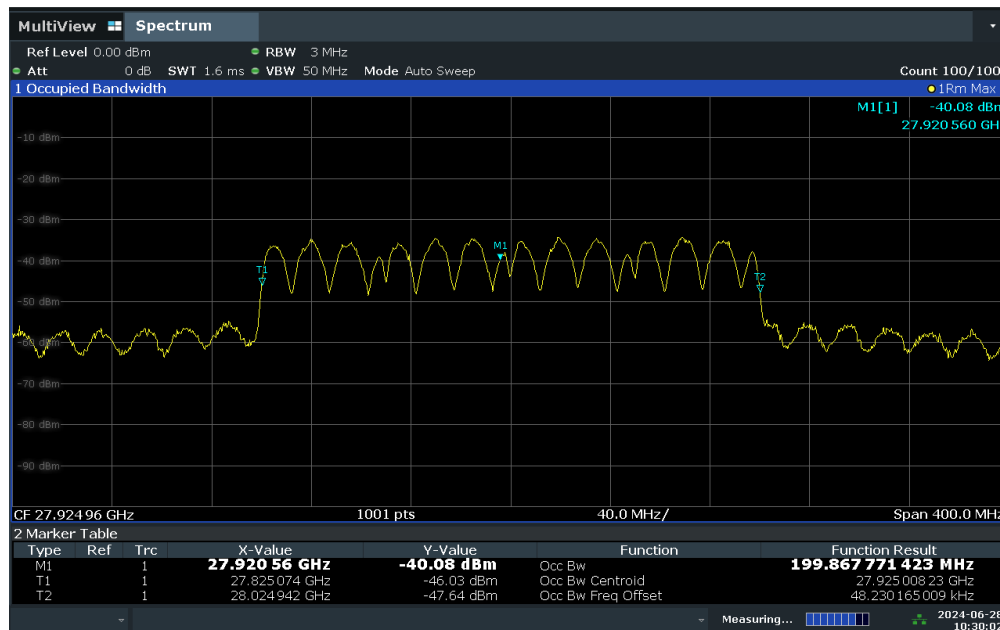 MultiView Spectrum
Ref Level 0.00 dBm RBW 3 MHz
Att 0 dB SWT 1.6 ms VBW 50 MHz Mode Auto Sweep Count 100/100
1 Occupied Bandwidth 1Rm Max
M1[1] -40.08 dBm
27.920 560 GH
-10 dBm
-20 dBm
-30 dBm
-40 dBm
M1
T1
T2
-50 dBm
-60 dBm
-70 dBm
-80 dBm
-90 dBm
CF 27.92496 GHz 1001 pts 40.0 MHz/ Span 400.0 MHz
2 Marker Table
Type Ref Trc X-Value Y-Value Function Function Result
M1 1 27.920 56 GHz -40.08 dBm Occ Bw 199.867 771 423 MHz
T1 1 27.825 074 GHz -46.03 dBm Occ Bw Centroid 27.925 008 23 GHz
T2 1 28.024 942 GHz -47.64 dBm Occ Bw Freq Offset 48.230 165 009 kHz
Measuring... 2024-06-28
10:30:02